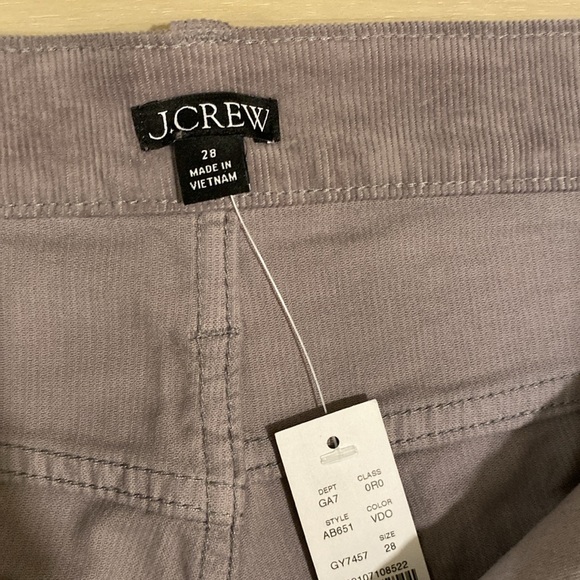 J.CREW
28
MADE IN
VIETNAM
DEPT CLASS
GA7 0R0
STYLE COLOR
AB651 VDO
SIZE
GY7457 28